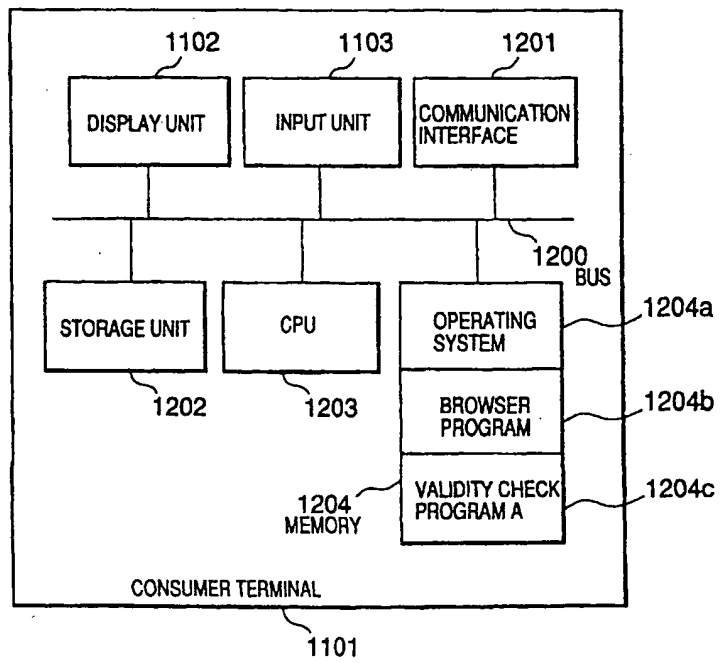 1102
1103
1201
DISPLAY UNIT
INPUT UNIT
COMMUNICATION
INTERFACE
1200
BUS
STORAGE UNIT
CPU
OPERATING
SYSTEM
1204a
1202
1203
BROWSER
PROGRAM
1204b
1204
MEMORY
VALIDITY CHECK
PROGRAM A
1204c
CONSUMER TERMINAL
1101